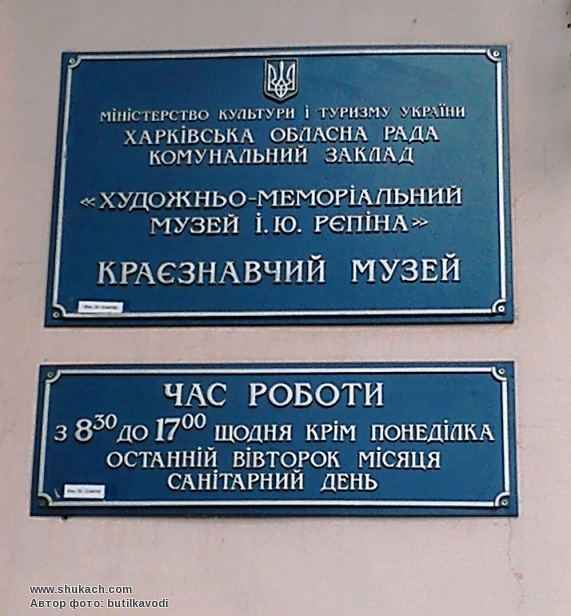 МІНІСТЕРСТВО КУЛЬТУРИ І ТУРИЗМУ УКРАЇНИ
ХАРКІВСЬКА ОБЛАСНА РАДА
КОМУНАЛЬНИЙ ЗАКЛАД
«ХУДОЖНЬО-МЕМОРІАЛЬНИЙ
МУЗЕЙ І.Ю. РЄПІНА»
КРАЄЗНАВЧИЙ МУЗЕЙ
ЧАС РОБОТИ
З 8³⁰ ДО 17⁰⁰ ЩОДНЯ КРІМ ПОНЕДІЛКА
ОСТАННІЙ ВІВТОРОК МІСЯЦЯ
САНІТАРНИЙ ДЕНЬ
www.shukach.com
Автор фото: butilkavodi